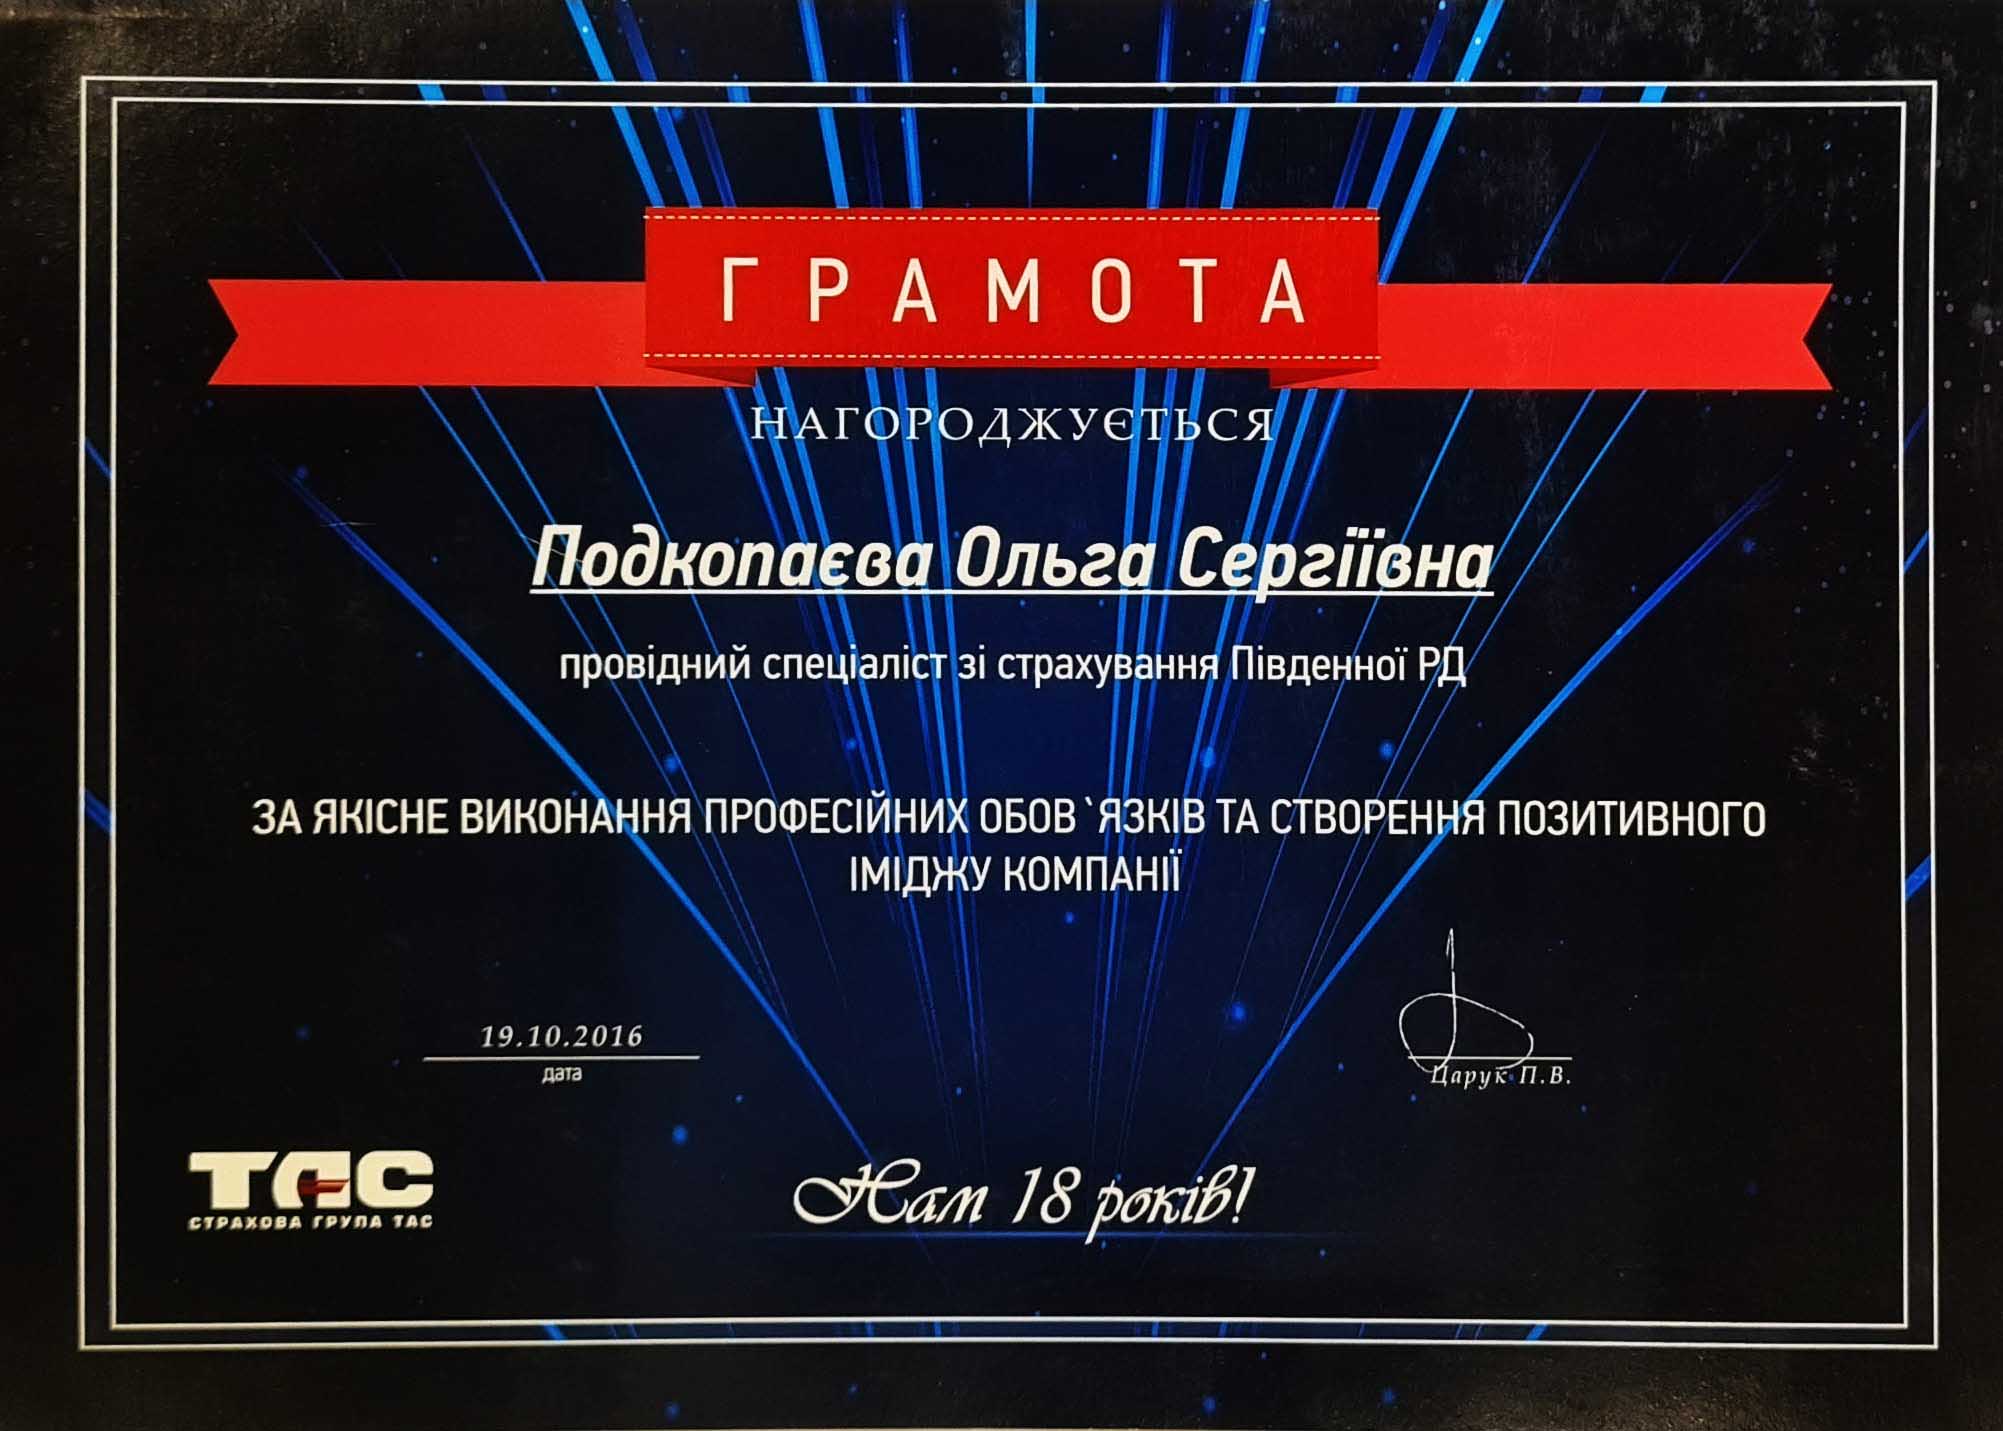 ГРАМОТА
НАГОРОДЖУЄТЬСЯ
Подкопаєва Ольга Сергіївна
провідний спеціаліст зі страхування Південної РД
ЗА ЯКІСНЕ ВИКОНАННЯ ПРОФЕСІЙНИХ ОБОВ`ЯЗКІВ ТА СТВОРЕННЯ ПОЗИТИВНОГО
ІМІДЖУ КОМПАНІЇ
19.10.2016
дата
Царук П.В.
ТАС
СТРАХОВА ГРУПА ТАС
Нам 18 років!